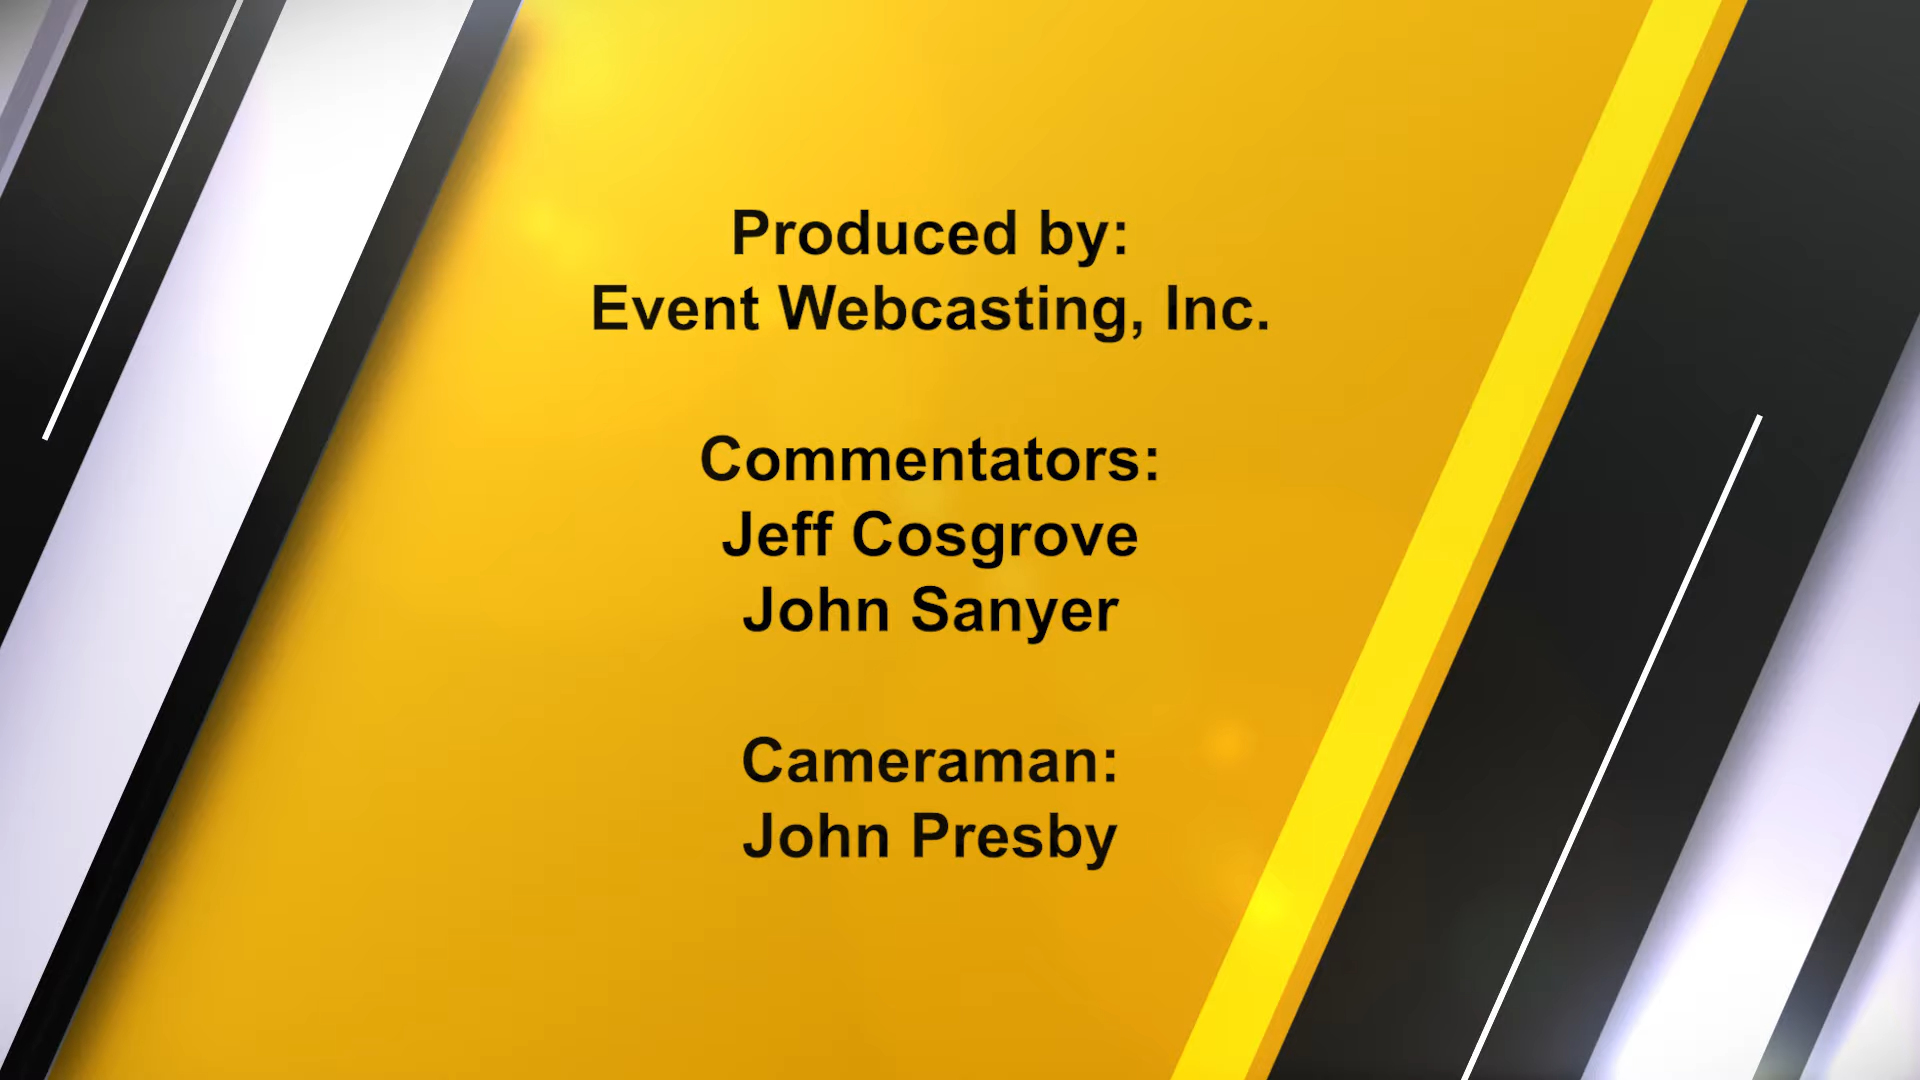 Produced by:
Event Webcasting, Inc.
Commentators:
Jeff Cosgrove
John Sanyer
Cameraman:
John Presby